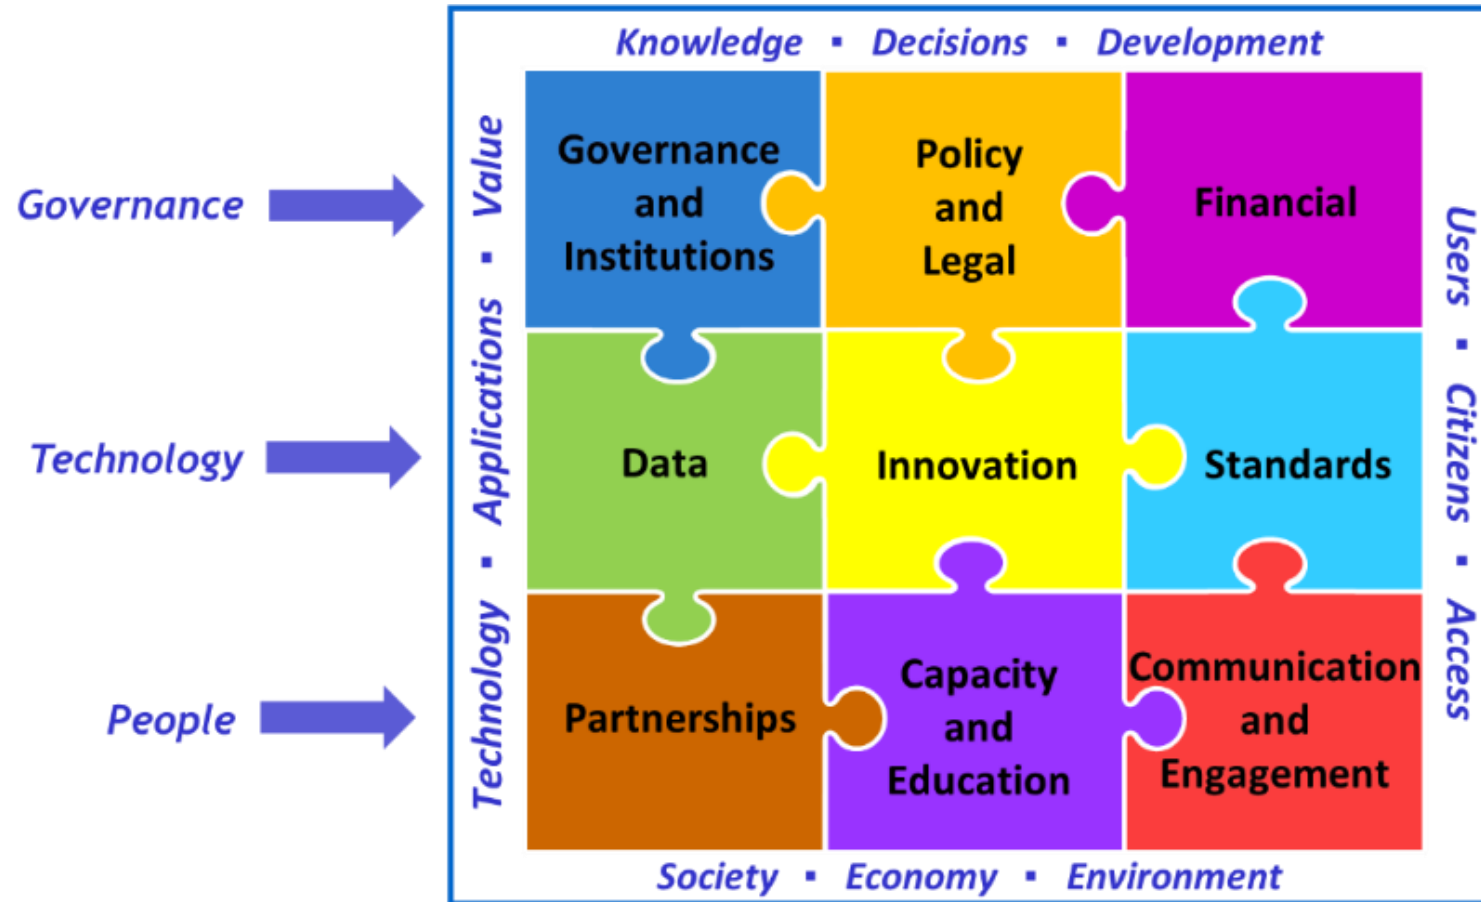 Knowledge ▪ Decisions ▪ Development
Governance
Technology
People
Technology ▪ Applications ▪ Value
Governance
and
Institutions
Policy
and
Legal
Financial
Data
Innovation
Standards
Partnerships
Capacity
and
Education
Communication
and
Engagement
Users ▪ Citizens ▪ Access
Society ▪ Economy ▪ Environment